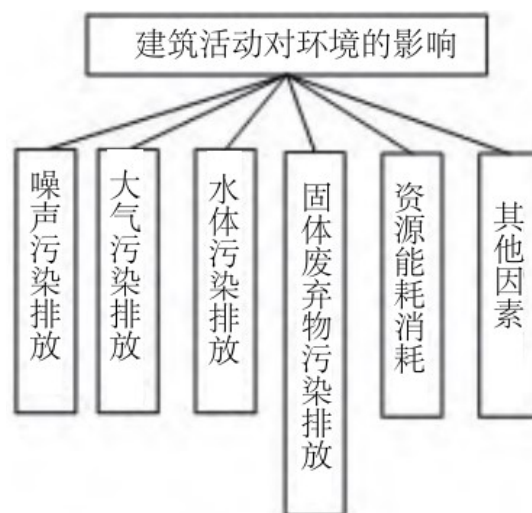 建筑活动对环境的影响
噪声污染排放
大气污染排放
水体污染排放
固体废弃物污染排放
资源能耗消耗
其他因素